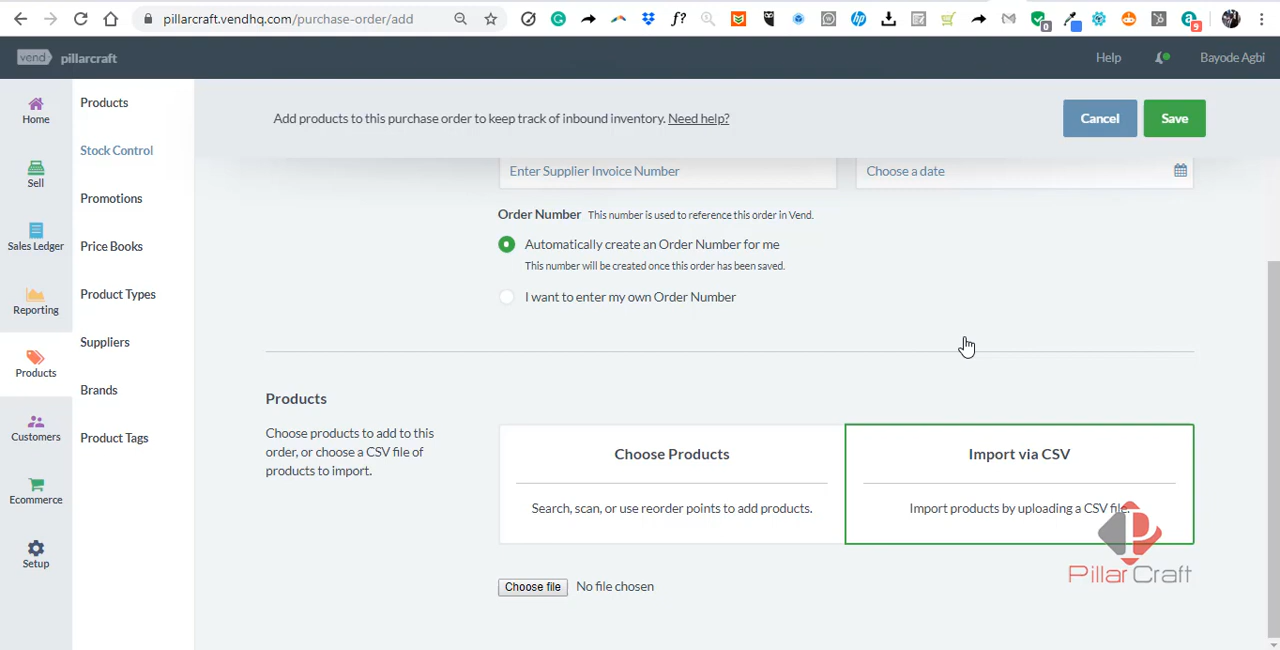 pillarcraft.vendhq.com/purchase-order/add
f?
0
9
vend pillarcraft
Help
Bayode Agbi
Home
Sell
Sales Ledger
Reporting
Products
Customers
Ecommerce
Setup
Products
Stock Control
Promotions
Price Books
Product Types
Suppliers
Brands
Product Tags
Add products to this purchase order to keep track of inbound inventory. Need help?
Cancel
Save
Enter Supplier Invoice Number
Choose a date
Order Number This number is used to reference this order in Vend.
Automatically create an Order Number for me
This number will be created once this order has been saved.
I want to enter my own Order Number
Products
Choose products to add to this
order, or choose a CSV file of
products to import.
Choose Products
Search, scan, or use reorder points to add products.
Import via CSV
Import products by uploading a CSV file.
Pillar Craft
Choose file No file chosen